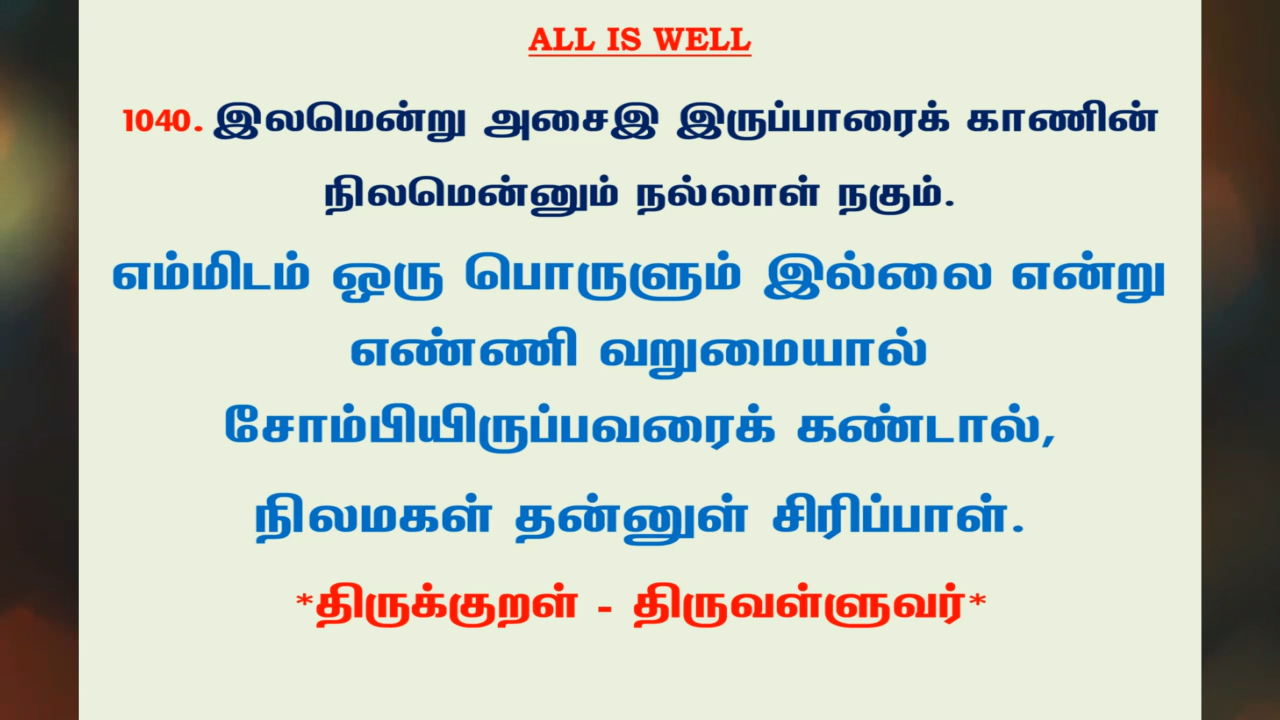 ALL IS WELL
1040. இலமென்று அசைஇ இருப்பாரைக் காணின்
நிலமென்னும் நல்லாள் நகும்.
எம்மிடம் ஒரு பொருளும் இல்லை என்று
எண்ணி வறுமையால்
சோம்பியிருப்பவரைக் கண்டால்,
நிலமகள் தன்னுள் சிரிப்பாள்.
*திருக்குறள் - திருவள்ளுவர்*